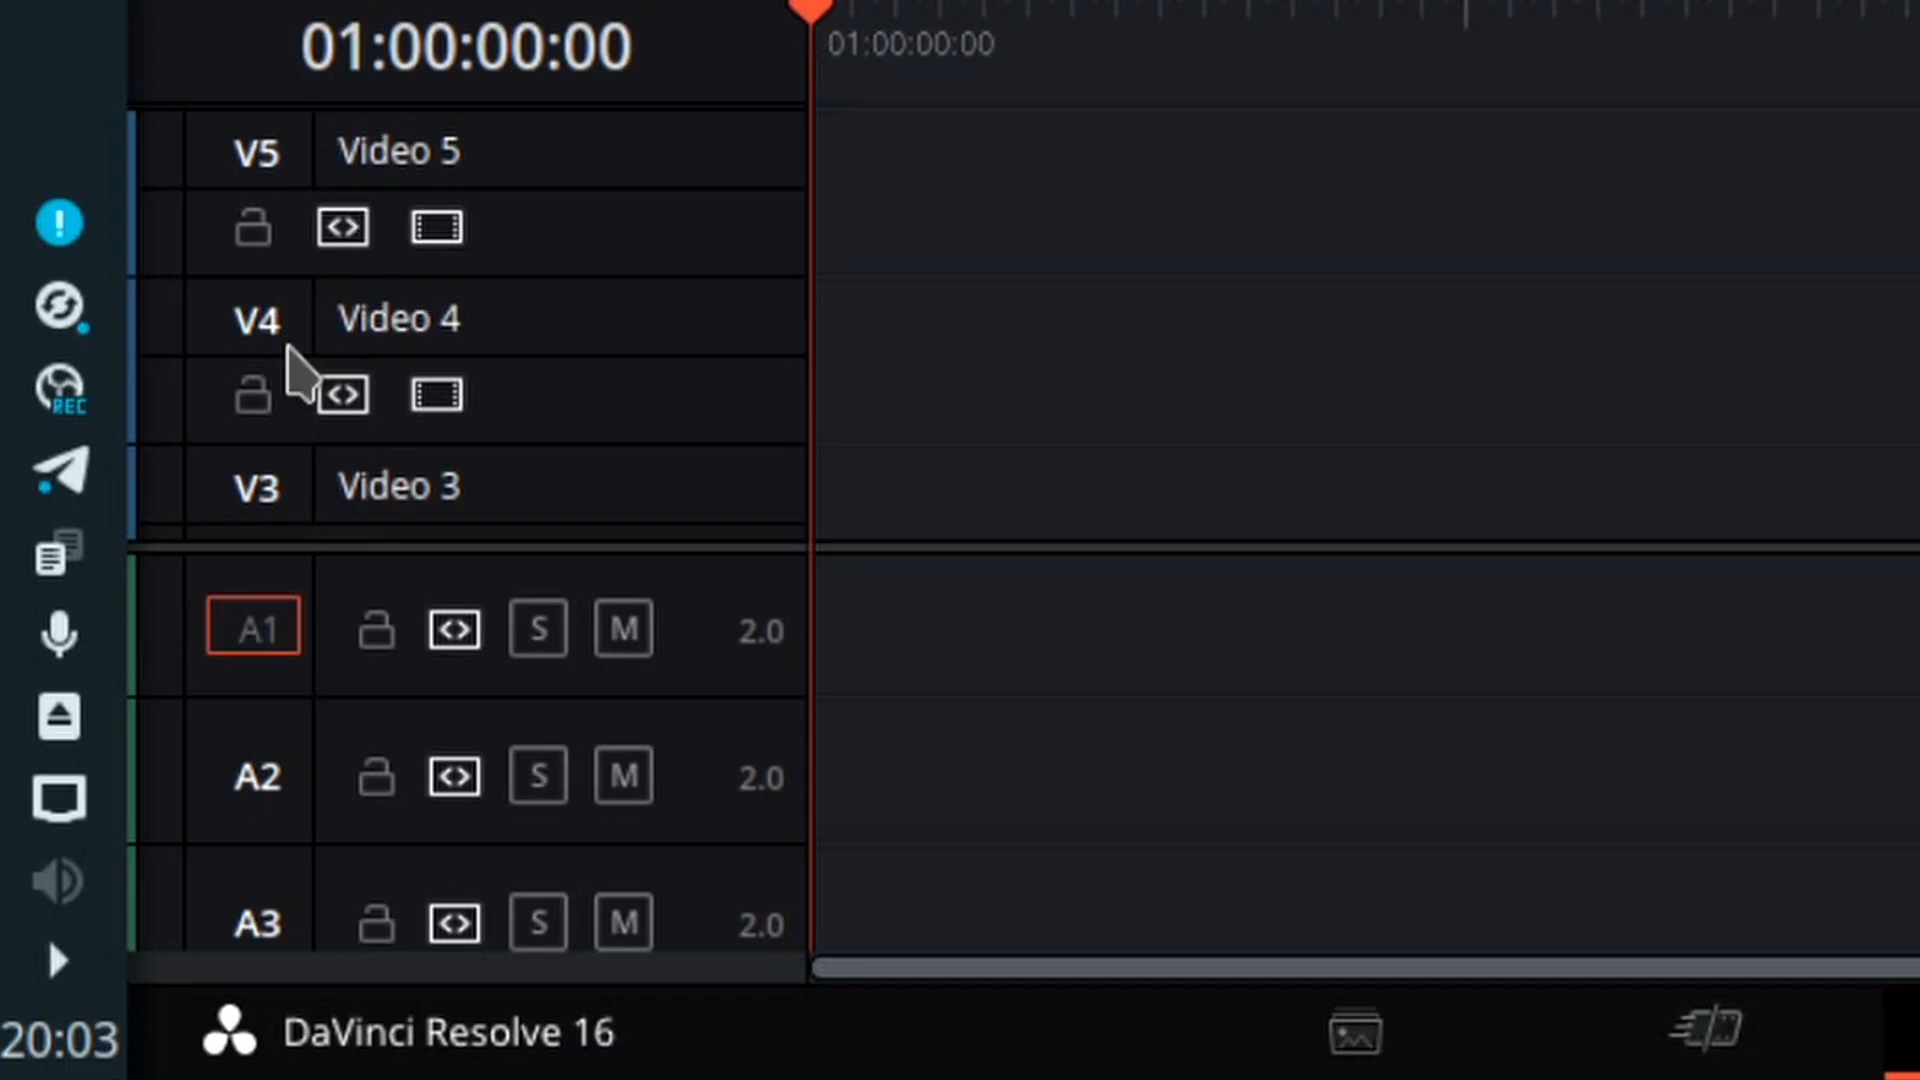 01:00:00:00
01:00:00:00
V5 Video 5
V4 Video 4
REC
V3 Video 3
A1 S M 2.0
A2 S M 2.0
A3 S M 2.0
20:03
DaVinci Resolve 16